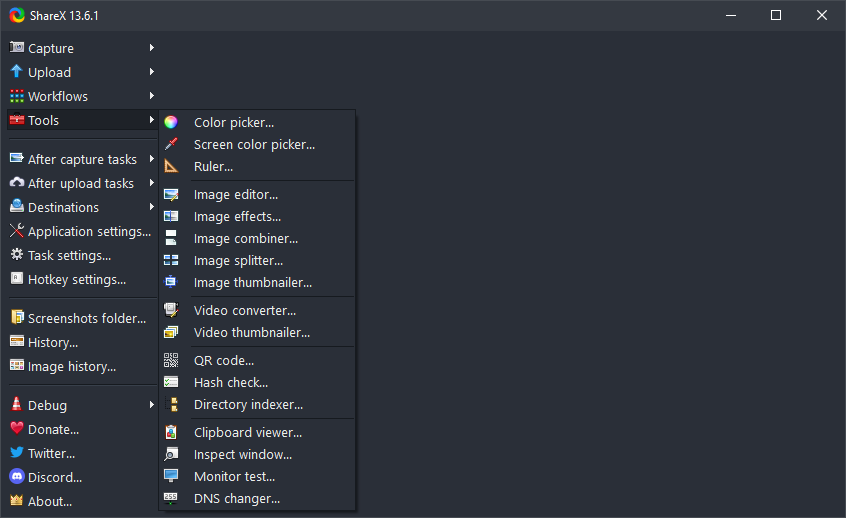 ShareX 13.6.1
Capture
Upload
Workflows
Tools
After capture tasks
After upload tasks
Destinations
Application settings...
Task settings...
Hotkey settings...
Screenshots folder...
History...
Image history...
Debug
Donate...
Twitter...
Discord...
About...
Color picker...
Screen color picker...
Ruler...
Image editor...
Image effects...
Image combiner...
Image splitter...
Image thumbnailer...
Video converter...
Video thumbnailer...
QR code...
Hash check...
Directory indexer...
Clipboard viewer...
Inspect window...
Monitor test...
255
DNS changer...